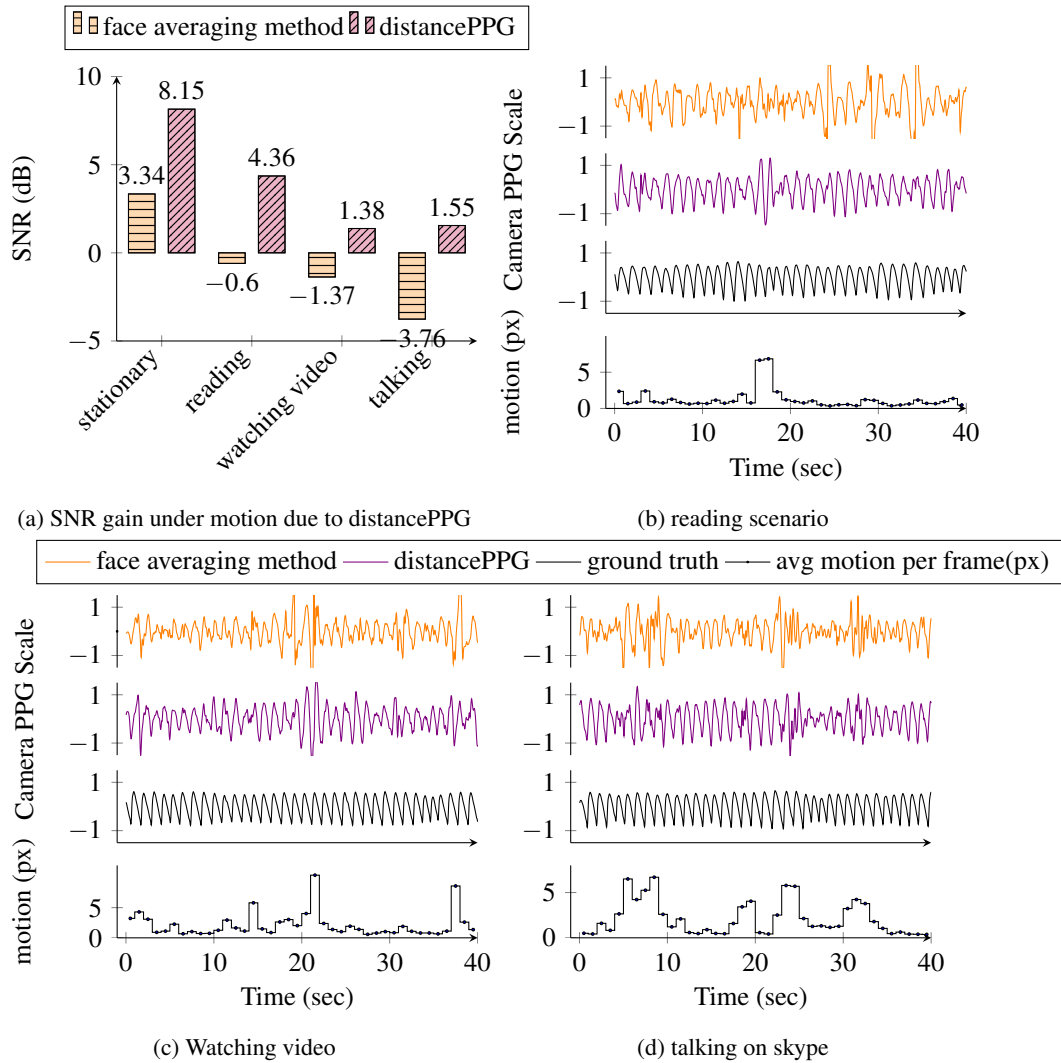 face averaging method distancePPG
SNR (dB)
10
5
0
−5
3.34
8.15
−0.6
4.36
−1.37
1.38
−3.76
1.55
stationary
reading
watching video
talking
(a) SNR gain under motion due to distancePPG
Camera PPG Scale
1
−1
1
−1
1
−1
motion (px)
5
0
0 10 20 30 40
Time (sec)
(b) reading scenario
face averaging method distancePPG ground truth avg motion per frame(px)
Camera PPG Scale
1
−1
1
−1
1
−1
motion (px)
5
0
0 10 20 30 40
Time (sec)
(c) Watching video
1
−1
1
−1
1
−1
5
0
0 10 20 30 40
Time (sec)
(d) talking on skype